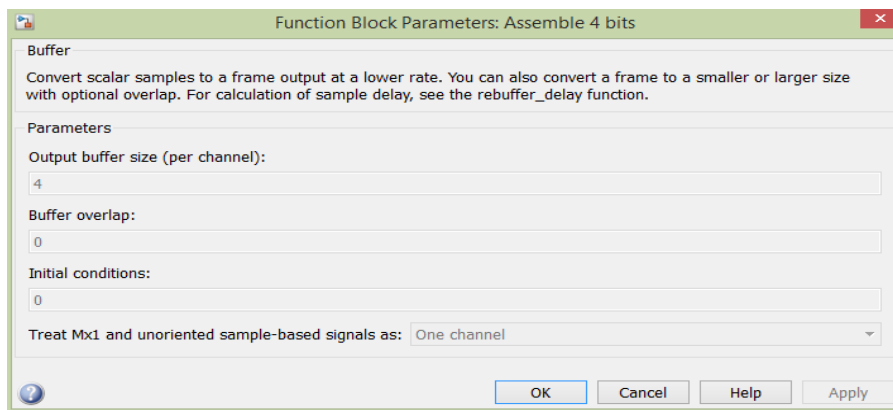 Function Block Parameters: Assemble 4 bits
Buffer
Convert scalar samples to a frame output at a lower rate. You can also convert a frame to a smaller or larger size
with optional overlap. For calculation of sample delay, see the rebuffer_delay function.
Parameters
Output buffer size (per channel):
4
Buffer overlap:
0
Initial conditions:
0
Treat Mx1 and unoriented sample-based signals as: One channel
OK Cancel Help Apply